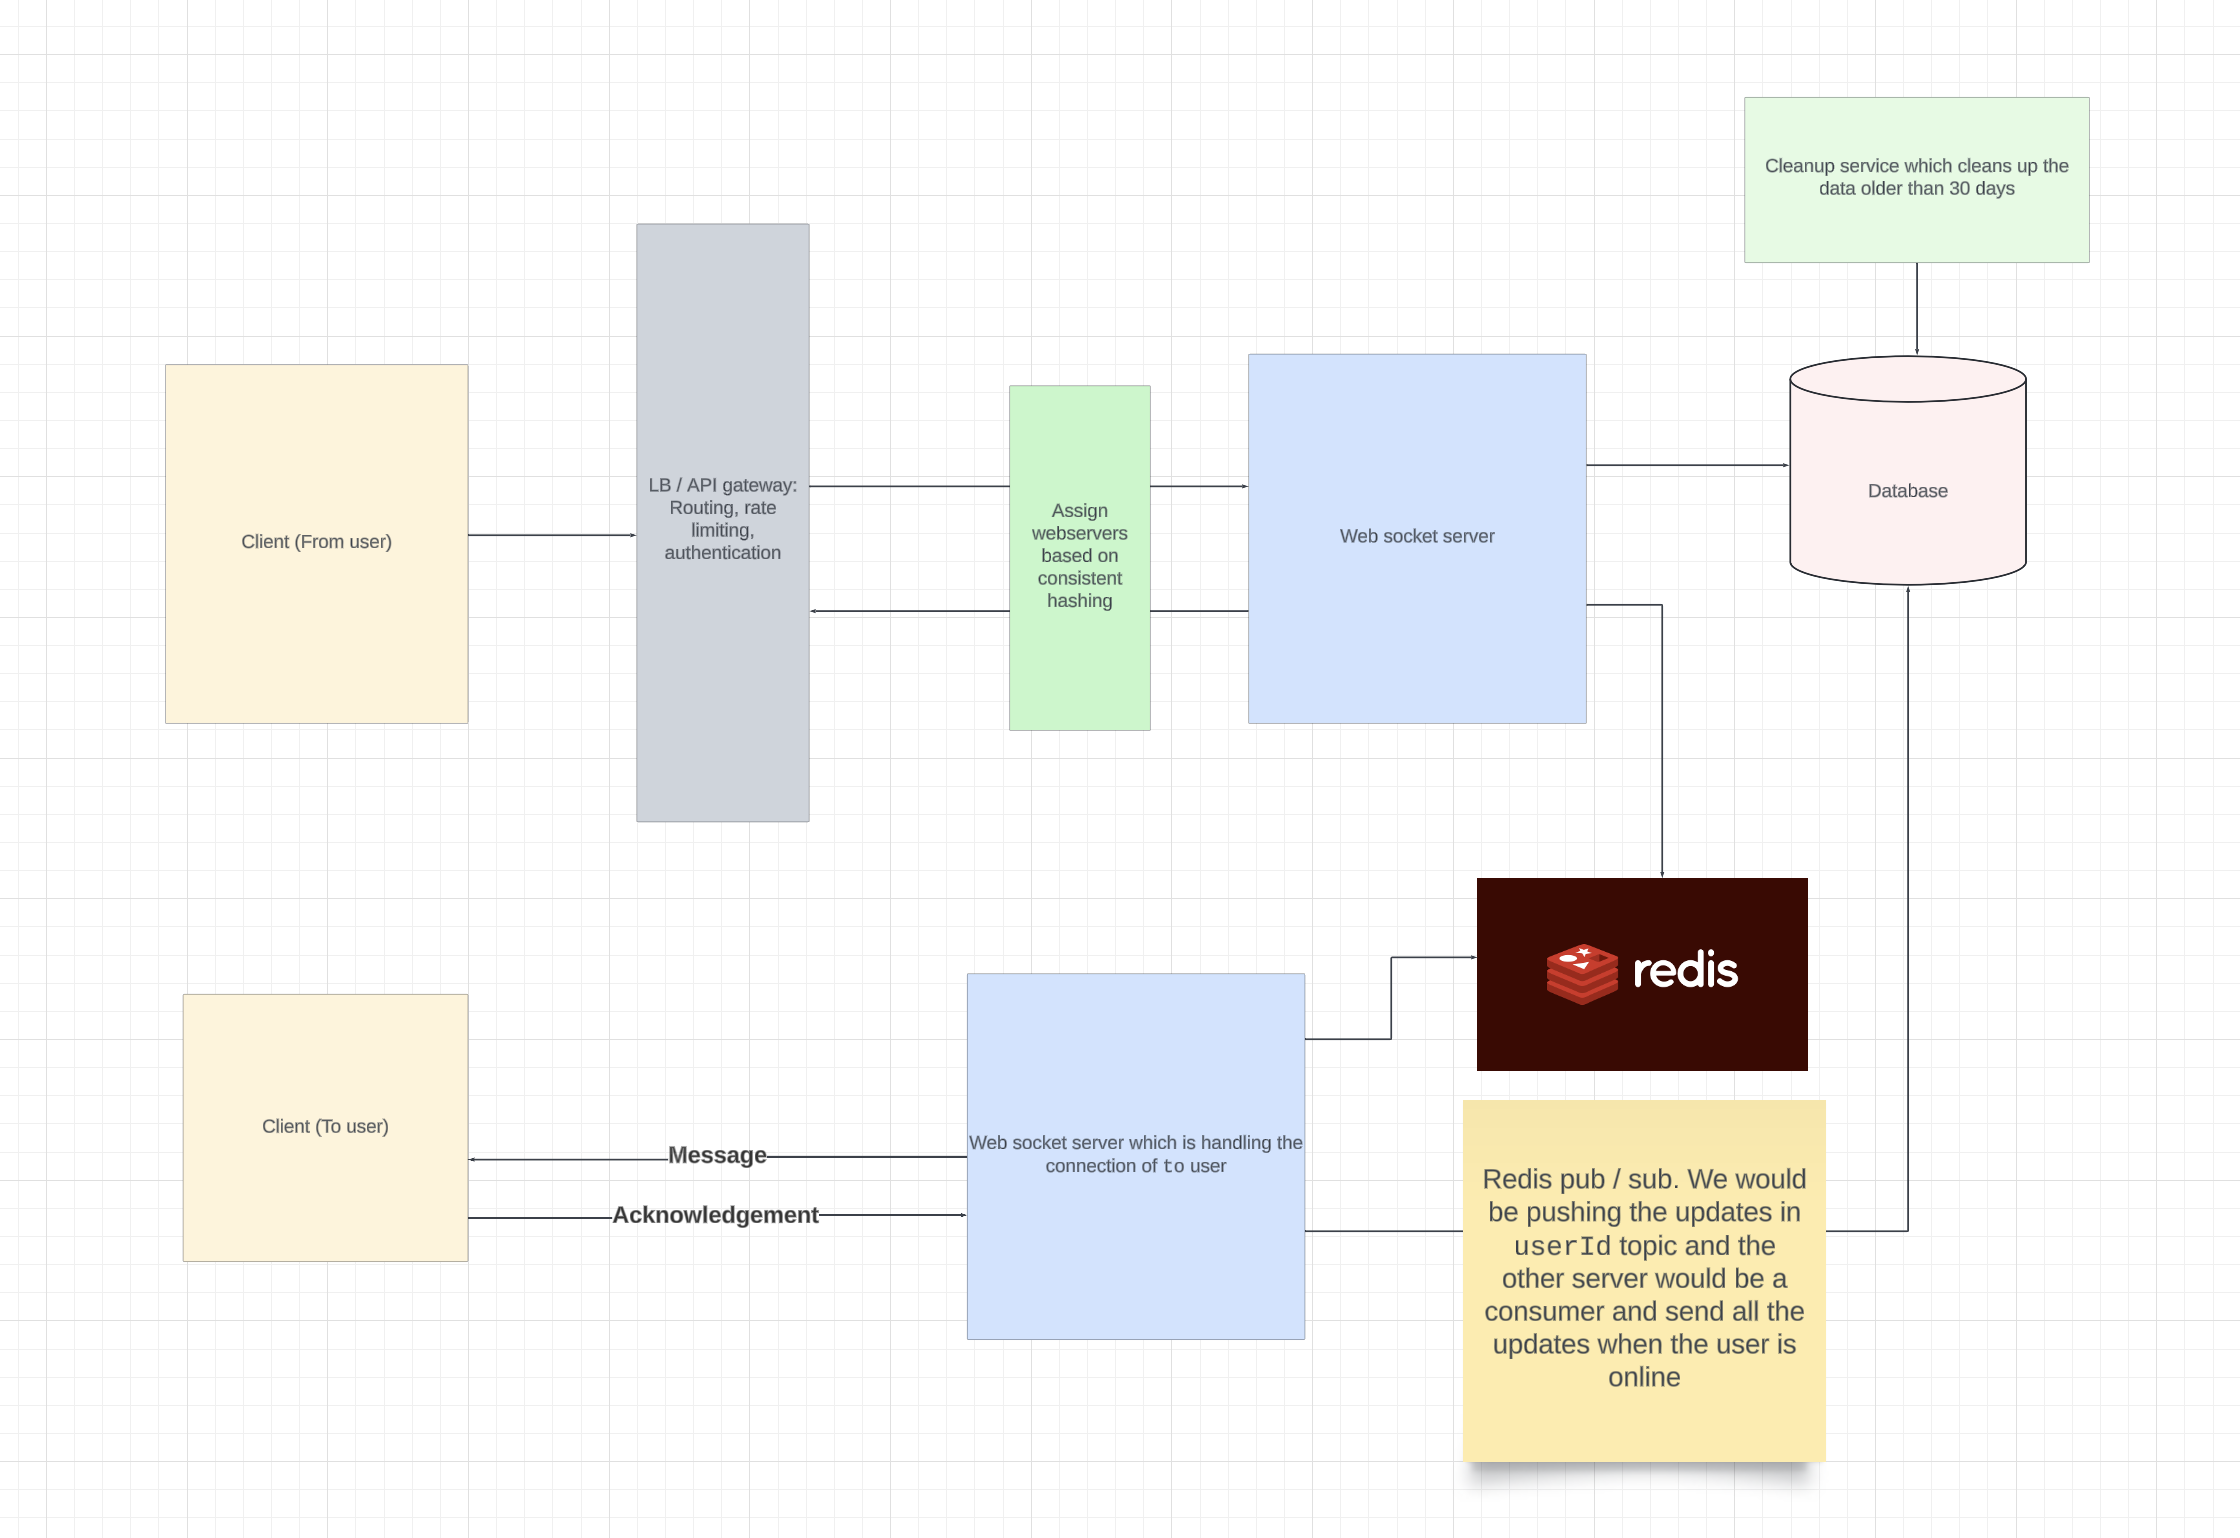 Cleanup service which cleans up the
data older than 30 days
Client (From user)
LB / API gateway:
Routing, rate
limiting,
authentication
Assign
webservers
based on
consistent
hashing
Web socket server
Database
redis
Client (To user)
Message
Acknowledgement
Web socket server which is handling the
connection of to user
Redis pub / sub. We would
be pushing the updates in
userId topic and the
other server would be a
consumer and send all the
updates when the user is
online